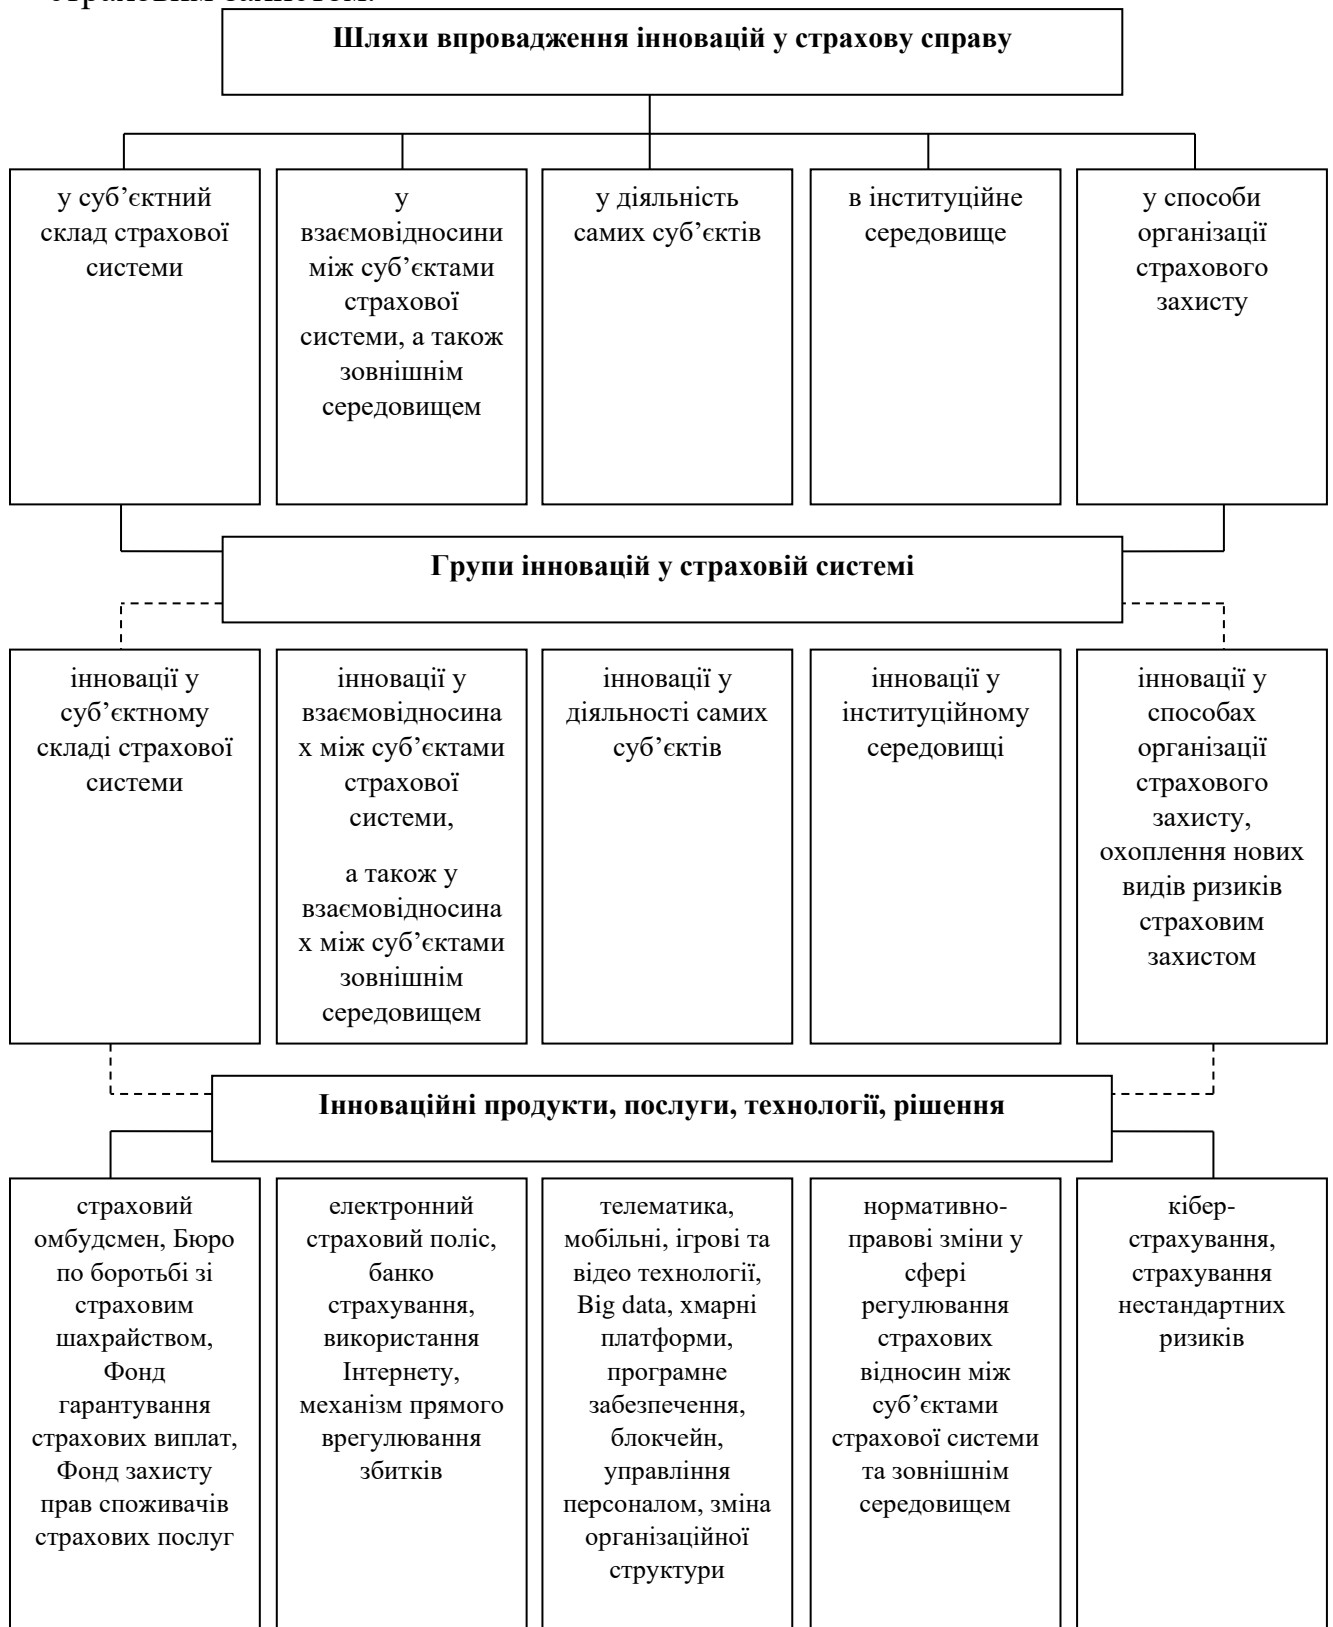 страховим захистом.
Шляхи впровадження інновацій у страхову справу
у суб’єктний
склад страхової
системи
у
взаємовідносини
між суб’єктами
страхової
системи, а також
зовнішнім
середовищем
у діяльність
самих суб’єктів
в інституційне
середовище
у способи
організації
страхового
захисту
Групи інновацій у страховій системі
інновації у
суб’єктному
складі страхової
системи
інновації у
взаємовідносина
х між суб’єктами
страхової
системи,
а також у
взаємовідносина
х між суб’єктами
зовнішнім
середовищем
інновації у
діяльності самих
суб’єктів
інновації у
інституційному
середовищі
інновації у
способах
організації
страхового
захисту,
охоплення нових
видів ризиків
страховим
захистом
Інноваційні продукти, послуги, технології, рішення
страховий
омбудсмен, Бюро
по боротьбі зі
страховим
шахрайством,
Фонд
гарантування
страхових виплат,
Фонд захисту
прав споживачів
страхових послуг
електронний
страховий поліс,
банко
страхування,
використання
Інтернету,
механізм прямого
врегулювання
збитків
телематика,
мобільні, ігрові та
відео технології,
Big data, хмарні
платформи,
програмне
забезпечення,
блокчейн,
управління
персоналом, зміна
організаційної
структури
нормативно-
правові зміни у
сфері
регулювання
страхових
відносин між
суб’єктами
страхової системи
та зовнішнім
середовищем
кібер-
страхування,
страхування
нестандартних
ризиків